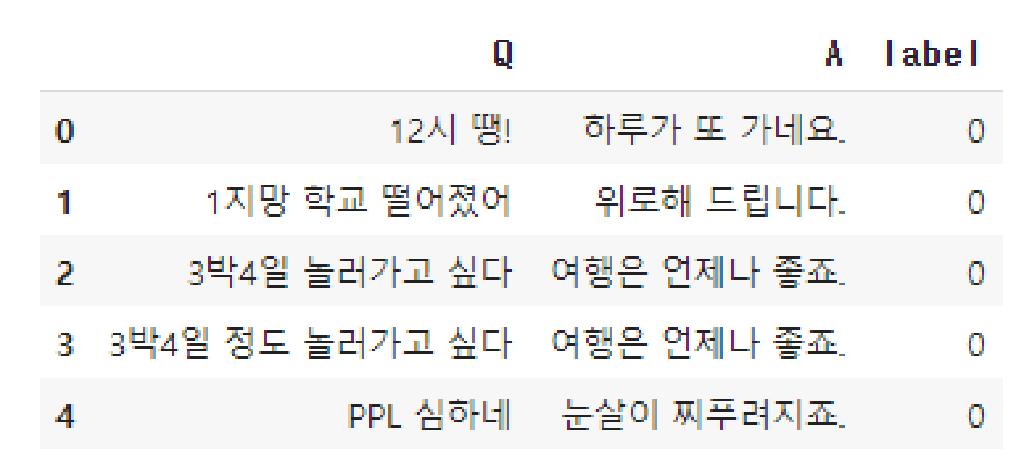 Q A label
0 12시 땡! 하루가 또 가네요. 0
1 1지망 학교 떨어졌어 위로해 드립니다. 0
2 3박4일 놀러가고 싶다 여행은 언제나 좋죠. 0
3 3박4일 정도 놀러가고 싶다 여행은 언제나 좋죠. 0
4 PPL 심하네 눈살이 찌푸려지죠. 0